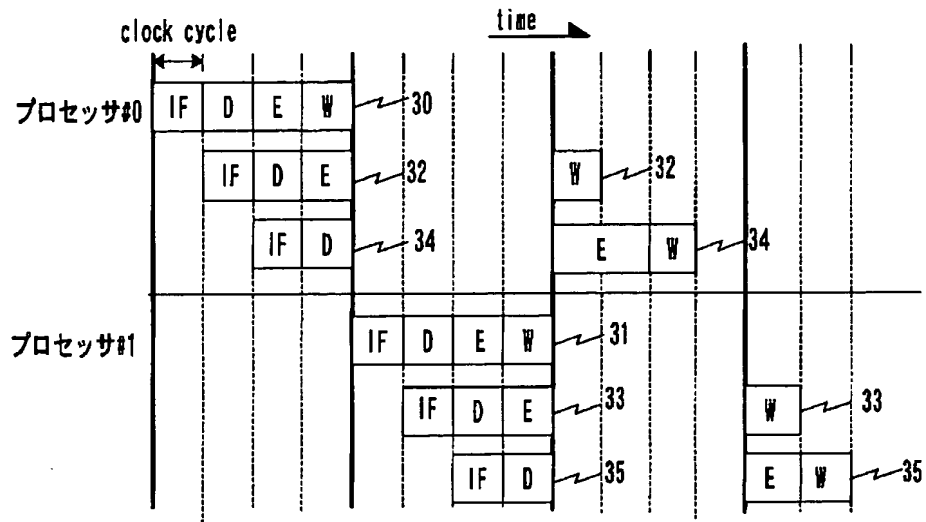 time
clock cycle
プロセッサ#0 IF D E W 30
IF D E 32 W 32
IF D 34 E W 34
プロセッサ#1 IF D E W 31
IF D E 33 W 33
IF D 35 E W 35